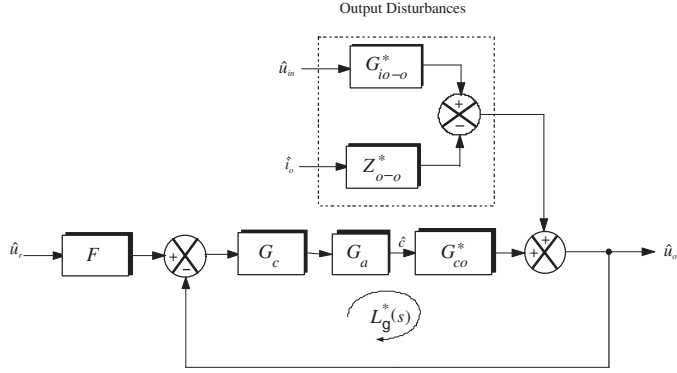 Output Disturbances
û_in
G*_io-o
+
−
î_o
Z*_o-o
û_r
F
+
−
G_c
G_a
ĉ
G*_co
+
+
û_o
L*_g(s)